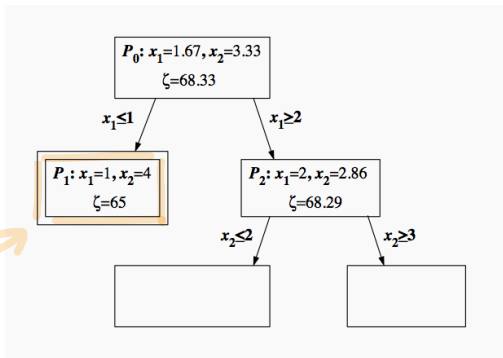 P0: x1=1.67, x2=3.33
ζ=68.33
x1≤1
x1≥2
P1: x1=1, x2=4
ζ=65
P2: x1=2, x2=2.86
ζ=68.29
x2≤2
x2≥3